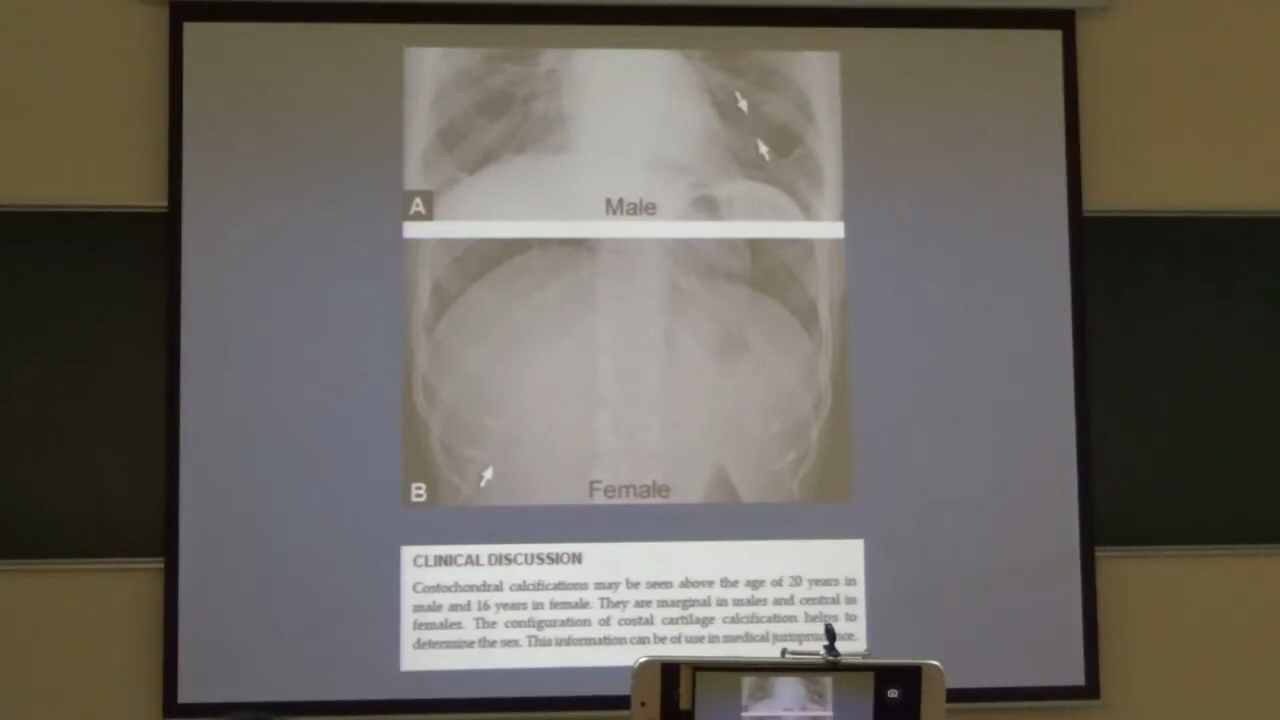 A
Male
B
Female
CLINICAL DISCUSSION
Costochondral calcifications may be seen above the age of 20 years in
male and 16 years in female. They are marginal in males and central in
females. The configuration of costal cartilage calcification helps to
determine the sex. This information can be of use in medical